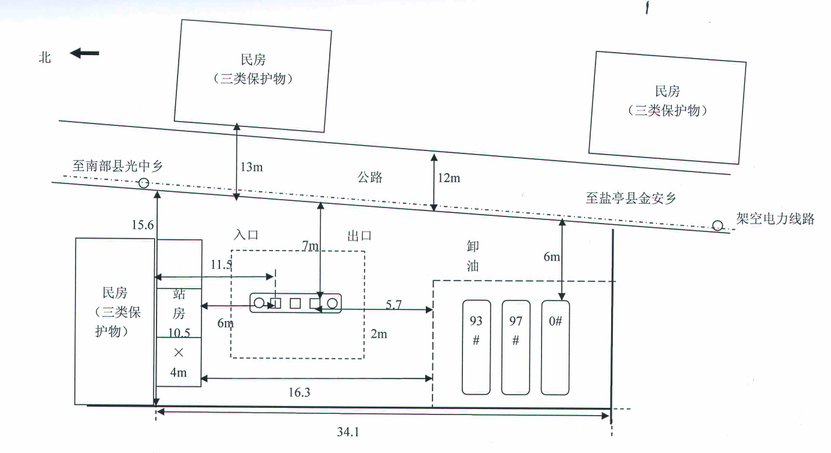 北
民房
（三类保护物）
民房
（三类保护物）
13m
公路
12m
至南部县光中乡
至盐亭县金安乡
架空电力线路
15.6
入口
7m
出口
卸
油
6m
11.5
民房
（三类保
护物）
站
房
10.5
×
4m
6m
5.7
2m
93
#
97
#
0#
16.3
34.1